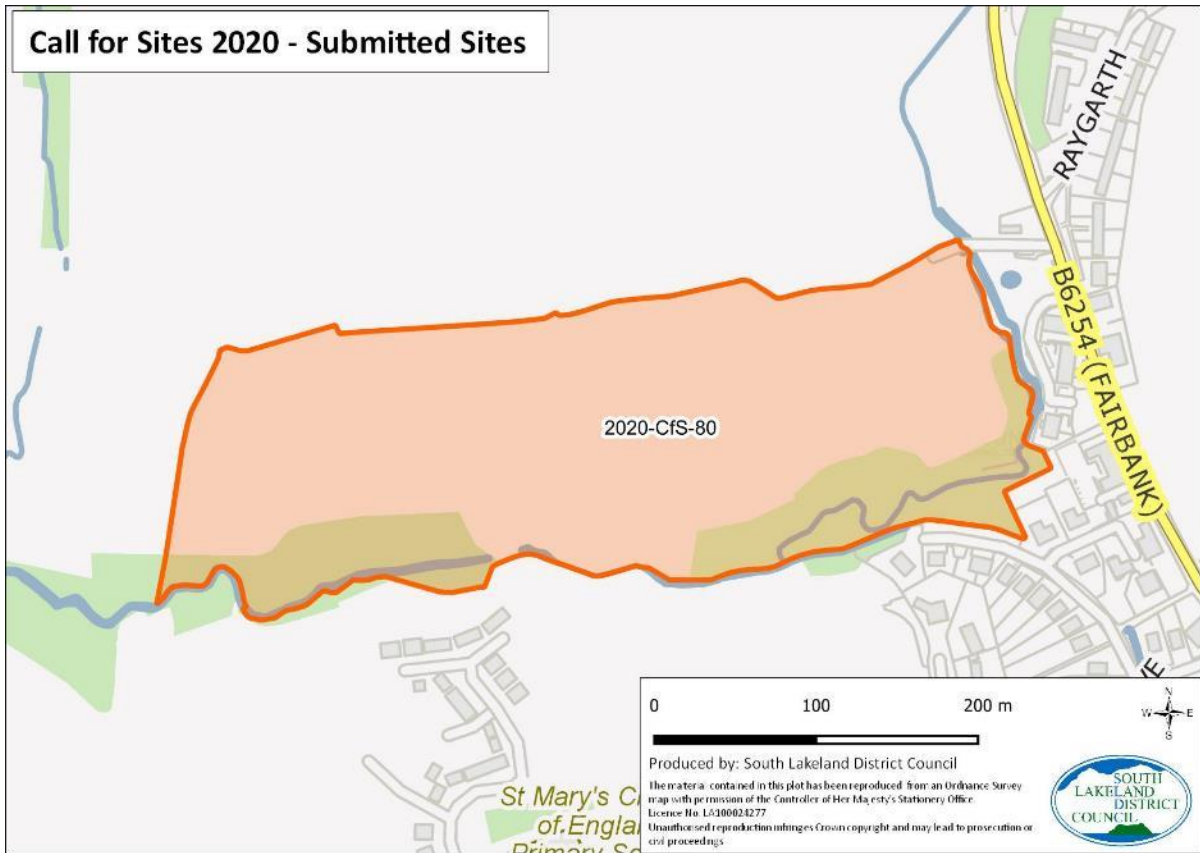 Call for Sites 2020 - Submitted Sites
RAYGARTH
B6254 (FAIRBANK)
2020-CfS-80
VE
St Mary's C
of Engla
Primary Sc
0 100 200 m
N
W E
S
Produced by: South Lakeland District Council
The material contained in this plot has been reproduced from an Ordnance Survey
map with permission of the Controller of Her Majesty's Stationery Office
Licence No. LA100024277
Unauthorised reproduction infringes Crown copyright and may lead to prosecution or
civil proceedings
SOUTH
LAKELAND
DISTRICT
COUNCIL